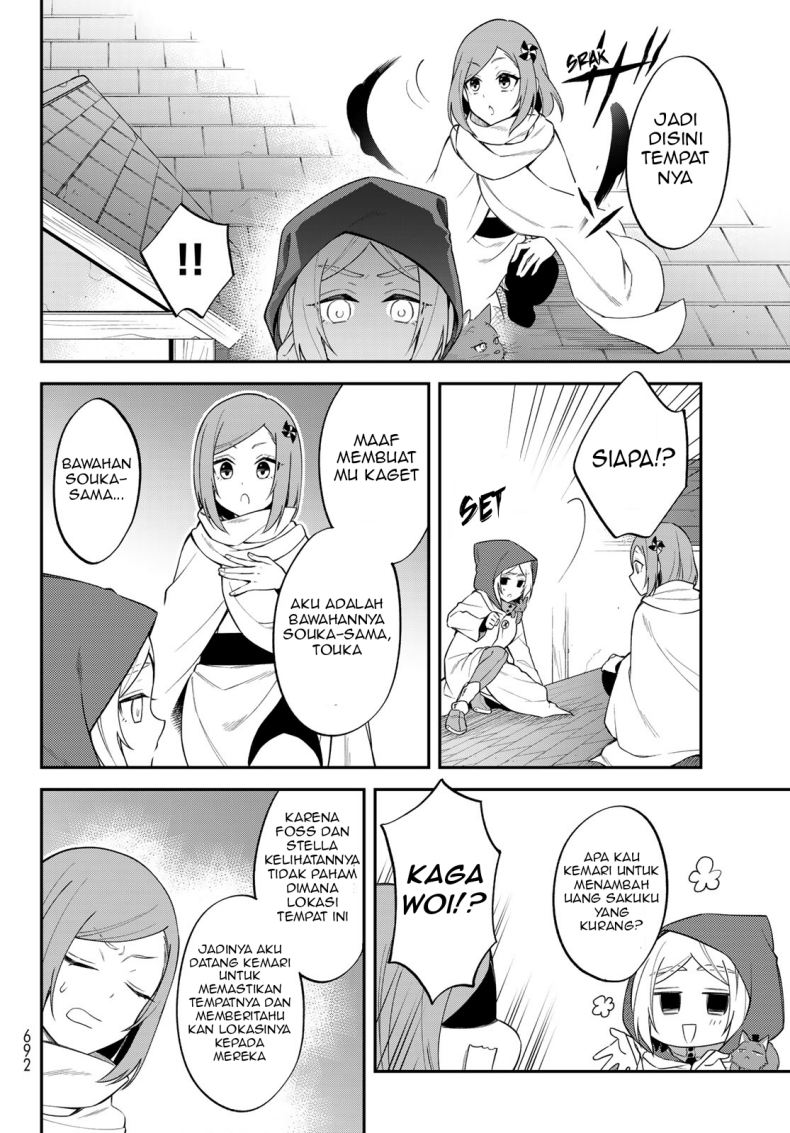 SRAK
JADI
DISINI
TEMPAT
NYA
!!
SIAPA!?
SET
MAAF
MEMBUAT
MU KAGET
AKU ADALAH
BAWAHANNYA
SOUKA-SAMA,
TOUKA
BAWAHAN
SOUKA-
SAMA...
APA KAU
KEMARI UNTUK
MENAMBAH
UANG SAKUKU
YANG
KURANG?
KAGA
WOI!?
KARENA
FOSS DAN
STELLA
KELIHATANNYA
TIDAK PAHAM
DIMANA
LOKASI
TEMPAT INI
JADINYA AKU
DATANG KEMARI
UNTUK
MEMASTIKAN
TEMPATNYA DAN
MEMBERITAHU
KAN LOKASINYA
KEPADA
MEREKA
692